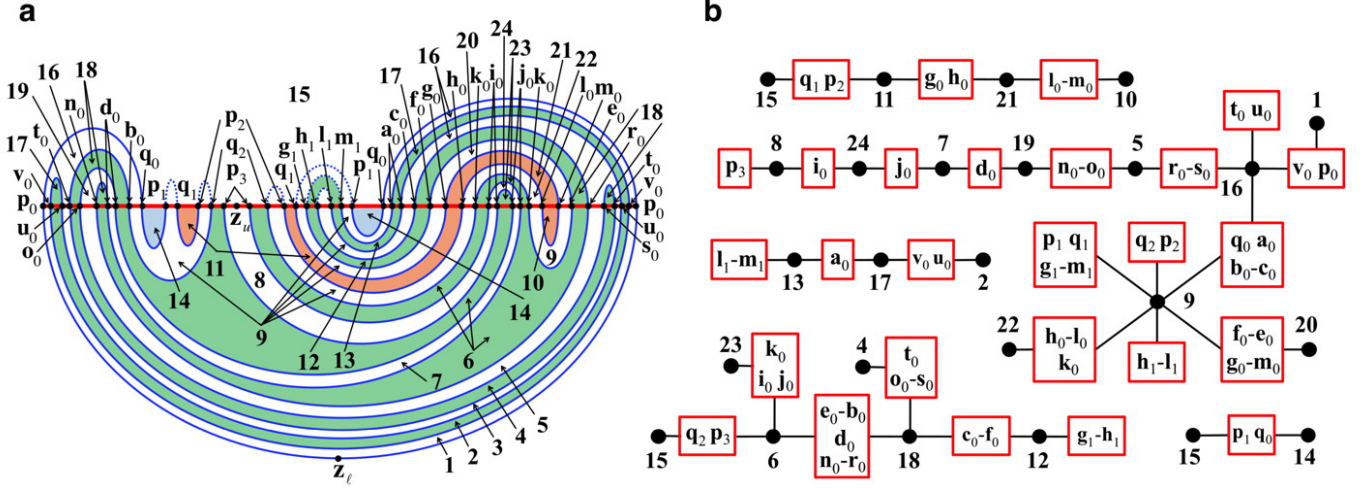 a
b
24
23
20
21
16
22
17
h₀ k₀ i₀ j₀ k₀
15
16
18
g₀
l₀ m₀
19
n₀
d₀
c₀ f₀
e₀
18
17
t₀
b₀
p₂
l₁
a₀
r₀
q₀
q₂
g₁ h₁ m₁
q₀
t₀
v₀
p₁ q₁ p₃
q₁
p₁
v₀
p₀
z_u
p₀
u₀
u₀
o₀
s₀
11
8
9
10
14
14
9
12 13
6
7
5
4
3
2
1
z_ℓ
q₁ p₂
g₀ h₀
l₀-m₀
15 11 21 10
t₀ u₀
1
8 24 7 19 5
p₃ i₀ j₀ d₀ n₀-o₀ r₀-s₀ v₀ p₀
16
l₁-m₁ a₀ v₀ u₀
13 17 2
p₁ q₁
g₁-m₁
q₂ p₂
q₀ a₀
b₀-c₀
9
22
h₀-l₀
k₀
h₁-l₁
f₀-e₀
g₀-m₀
20
23
k₀
i₀ j₀
4
t₀
o₀-s₀
q₂ p₃
e₀-b₀
d₀
n₀-r₀
c₀-f₀
g₁-h₁
p₁ q₀
15 6 18 12 15 14